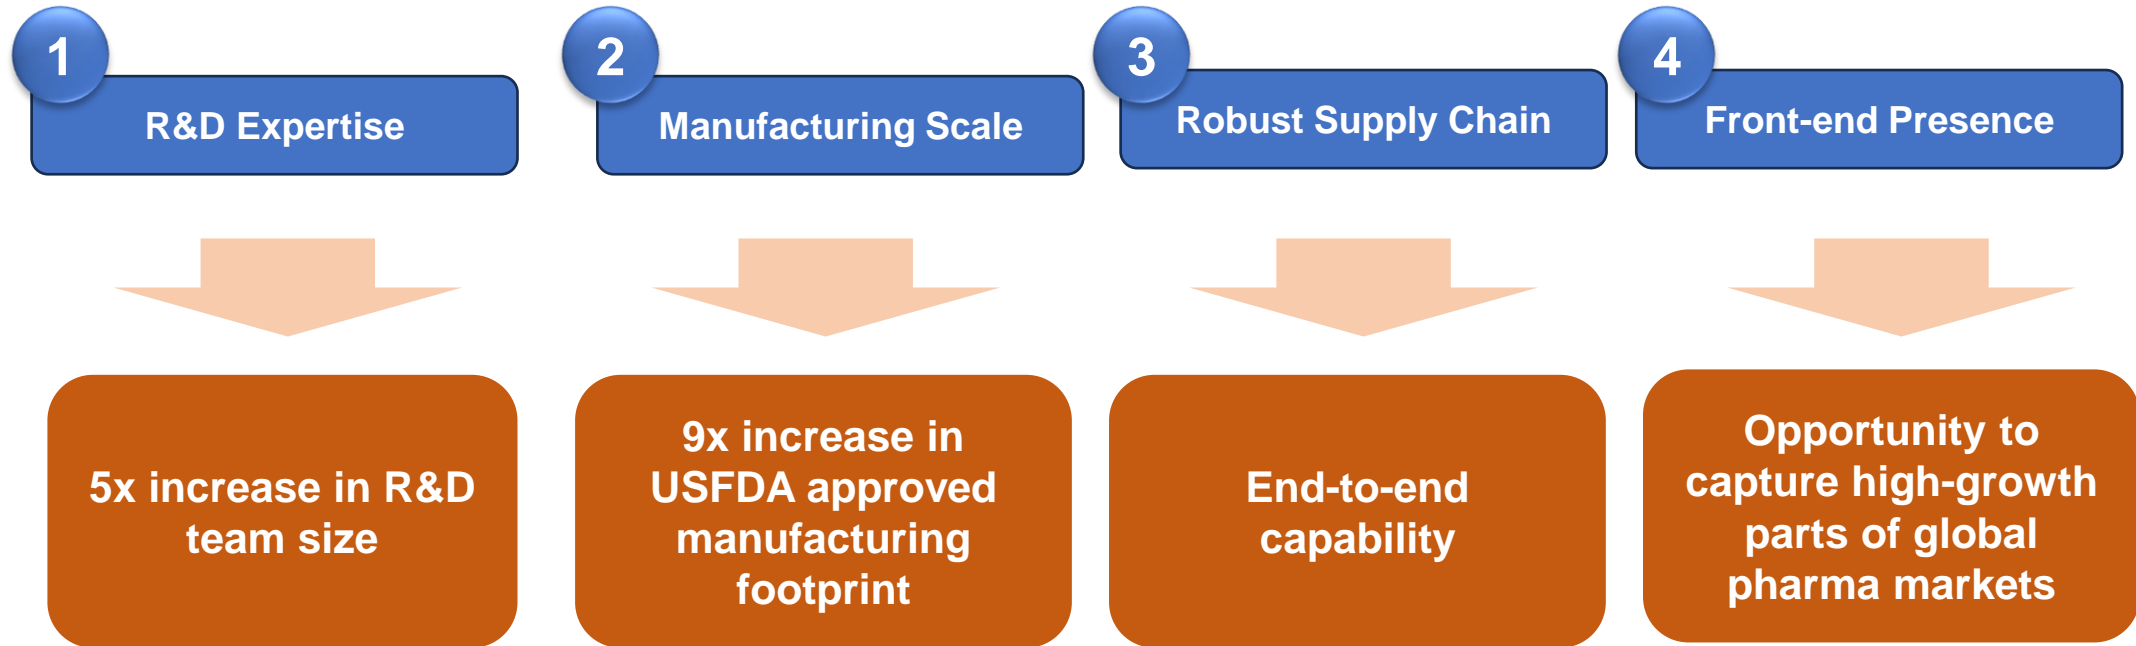 1
R&D Expertise
2
Manufacturing Scale
3
Robust Supply Chain
4
Front-end Presence
5x increase in R&D
team size
9x increase in
USFDA approved
manufacturing
footprint
End-to-end
capability
Opportunity to
capture high-growth
parts of global
pharma markets